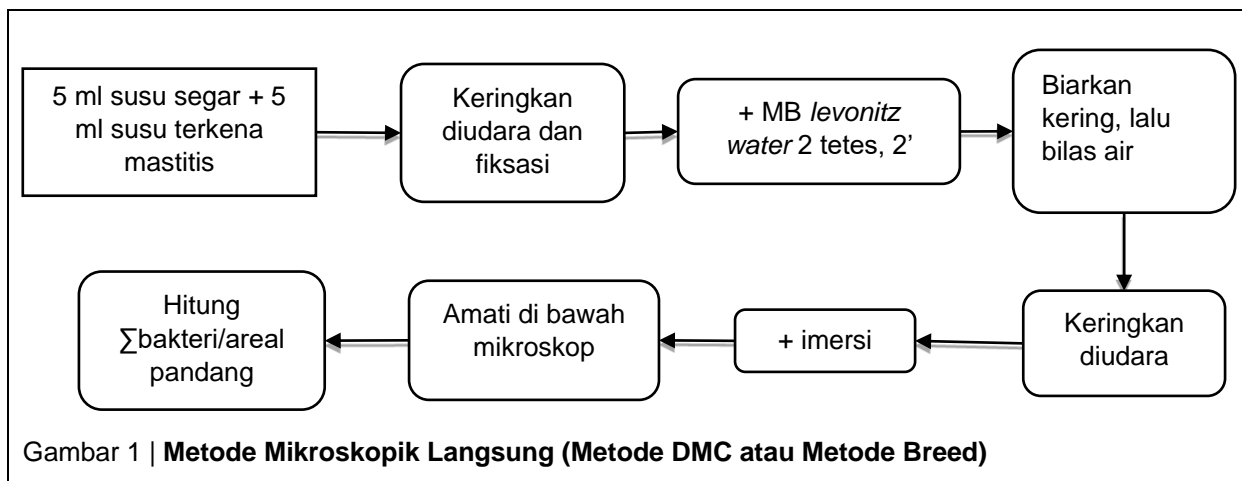 5 ml susu segar + 5
ml susu terkena
mastitis
Keringkan
diudara dan
fiksasi
+ MB levonitz
water 2 tetes, 2’
Biarkan
kering, lalu
bilas air
Keringkan
diudara
+ imersi
Amati di bawah
mikroskop
Hitung
∑bakteri/areal
pandang
Gambar 1 | Metode Mikroskopik Langsung (Metode DMC atau Metode Breed)